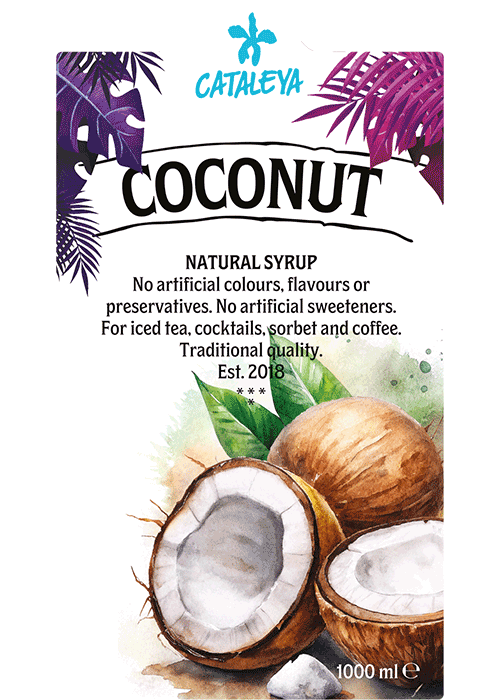 CATALEYA
COCONUT
NATURAL SYRUP
No artificial colours, flavours or
preservatives. No artificial sweeteners.
For iced tea, cocktails, sorbet and coffee.
Traditional quality.
Est. 2018
* * *
*
1000 ml ℮